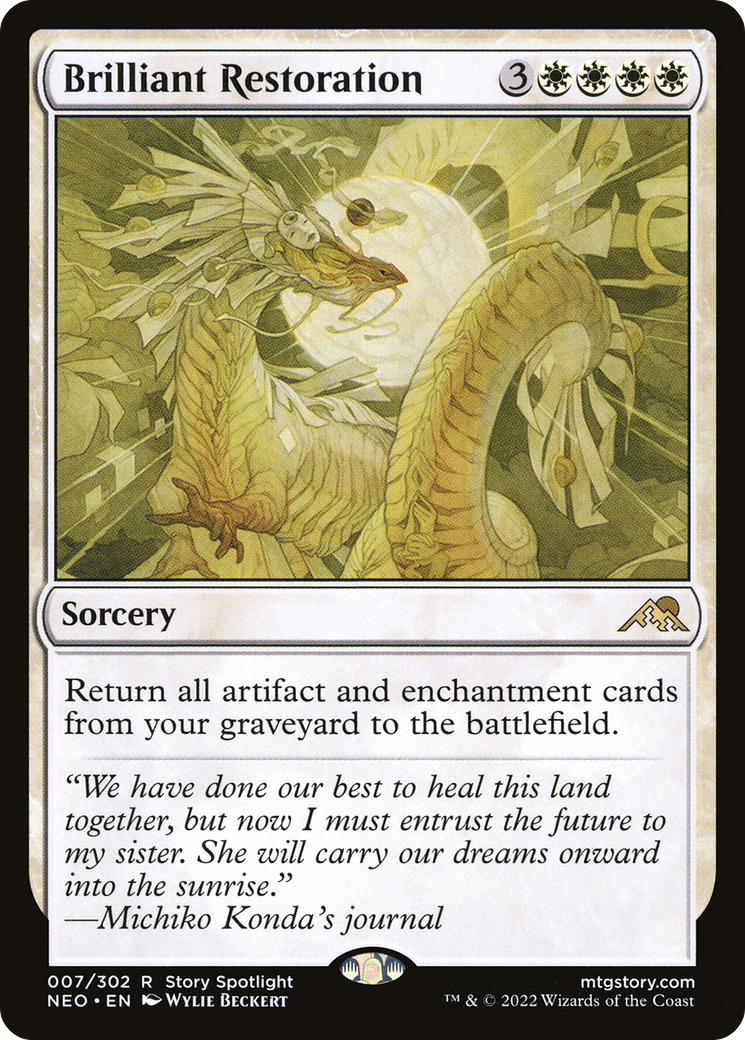 Brilliant Restoration 3
Sorcery
Return all artifact and enchantment cards
from your graveyard to the battlefield.
“We have done our best to heal this land
together, but now I must entrust the future to
my sister. She will carry our dreams onward
into the sunrise.”
—Michiko Konda’s journal
007/302 R Story Spotlight
mtgstory.com
NEO • EN Wylie Beckert
™ & © 2022 Wizards of the Coast